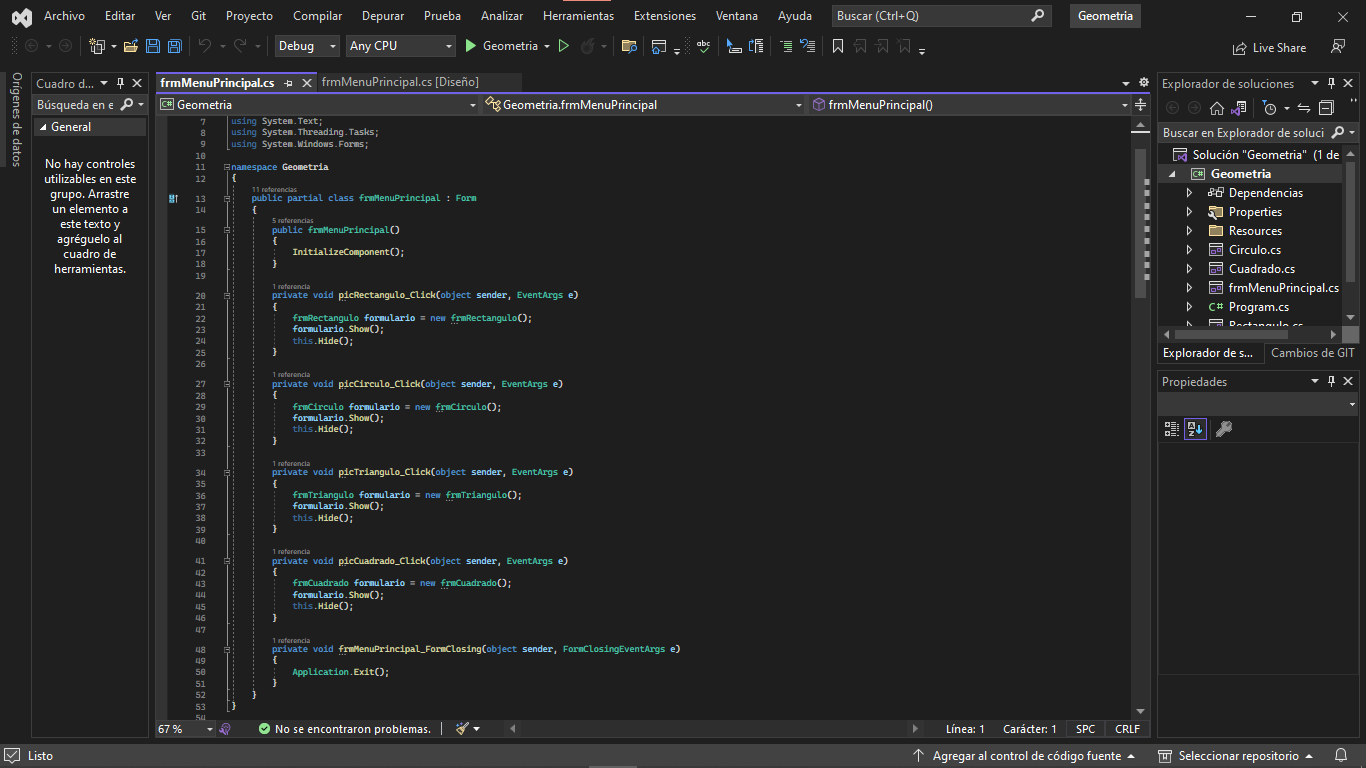 Archivo Editar Ver Git Proyecto Compilar Depurar Prueba Analizar Herramientas Extensiones Ventana Ayuda Buscar (Ctrl+Q) Geometria
Debug Any CPU Geometria Live Share
Orígenes de datos
Cuadro d...
Búsqueda en e
General
No hay controles
utilizables en este
grupo. Arrastre
un elemento a
este texto y
agréguelo al
cuadro de
herramientas.
frmMenuPrincipal.cs frmMenuPrincipal.cs [Diseño]
Geometria Geometria.frmMenuPrincipal frmMenuPrincipal()
7 using System.Text;
8 using System.Threading.Tasks;
9 using System.Windows.Forms;
10
11 namespace Geometria
12 {
11 referencias
13 public partial class frmMenuPrincipal : Form
14 {
5 referencias
15 public frmMenuPrincipal()
16 {
17 InitializeComponent();
18 }
19
1 referencia
20 private void picRectangulo_Click(object sender, EventArgs e)
21 {
22 frmRectangulo formulario = new frmRectangulo();
23 formulario.Show();
24 this.Hide();
25 }
26
1 referencia
27 private void picCirculo_Click(object sender, EventArgs e)
28 {
29 frmCirculo formulario = new frmCirculo();
30 formulario.Show();
31 this.Hide();
32 }
33
1 referencia
34 private void picTriangulo_Click(object sender, EventArgs e)
35 {
36 frmTriangulo formulario = new frmTriangulo();
37 formulario.Show();
38 this.Hide();
39 }
40
1 referencia
41 private void picCuadrado_Click(object sender, EventArgs e)
42 {
43 frmCuadrado formulario = new frmCuadrado();
44 formulario.Show();
45 this.Hide();
46 }
47
1 referencia
48 private void frmMenuPrincipal_FormClosing(object sender, FormClosingEventArgs e)
49 {
50 Application.Exit();
51 }
52 }
53 }
54
67 % No se encontraron problemas. Línea: 1 Carácter: 1 SPC CRLF
Explorador de soluciones
Buscar en Explorador de soluci
Solución "Geometria" (1 de
Geometria
Dependencias
Properties
Resources
Circulo.cs
Cuadrado.cs
frmMenuPrincipal.cs
Program.cs
Rectangulo.cs
Explorador de s... Cambios de GIT
Propiedades
Listo Agregar al control de código fuente Seleccionar repositorio